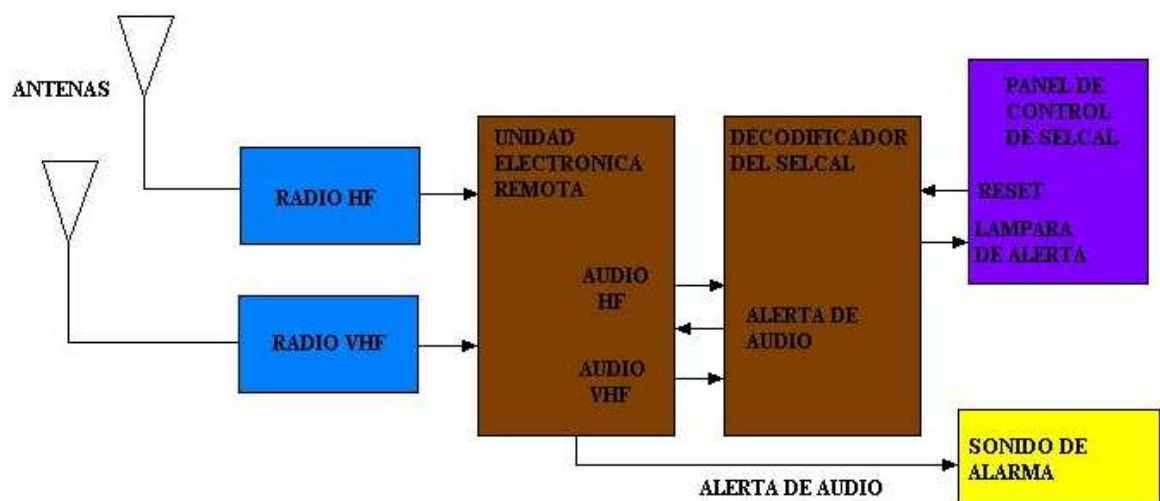 ANTENAS
RADIO HF
RADIO VHF
UNIDAD
ELECTRONICA
REMOTA
AUDIO
HF
AUDIO
VHF
DECODIFICADOR
DEL SELCAL
ALERTA DE
AUDIO
PANEL DE
CONTROL
DE SELCAL
RESET
LAMPARA
DE ALERTA
SONIDO DE
ALARMA
ALERTA DE AUDIO